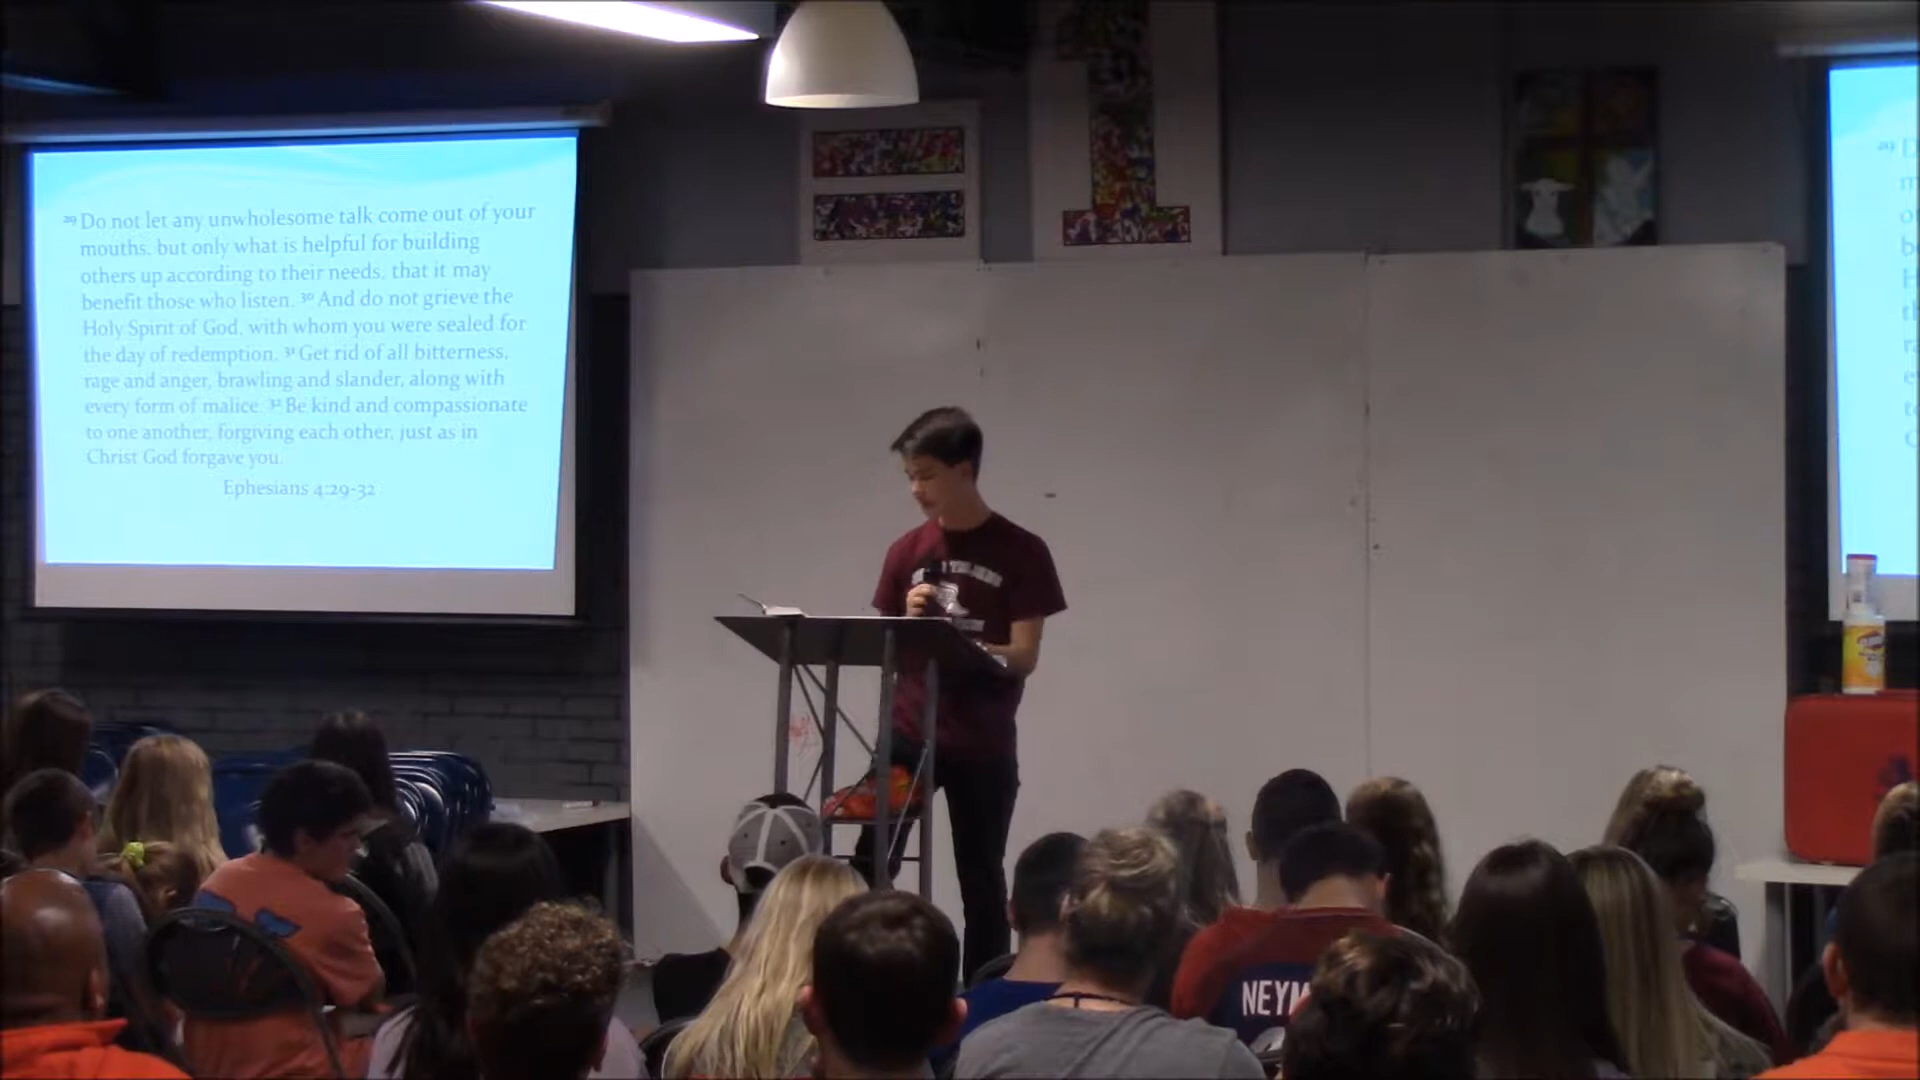 29 Do not let any unwholesome talk come out of your
mouths, but only what is helpful for building
others up according to their needs, that it may
benefit those who listen. 30 And do not grieve the
Holy Spirit of God, with whom you were sealed for
the day of redemption. 31 Get rid of all bitterness,
rage and anger, brawling and slander, along with
every form of malice. 32 Be kind and compassionate
to one another, forgiving each other, just as in
Christ God forgave you.
Ephesians 4:29-32
29 D
NEYM